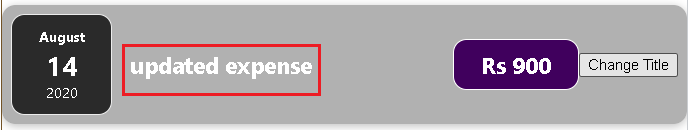 August
14
2020
updated expense
Rs 900
Change Title